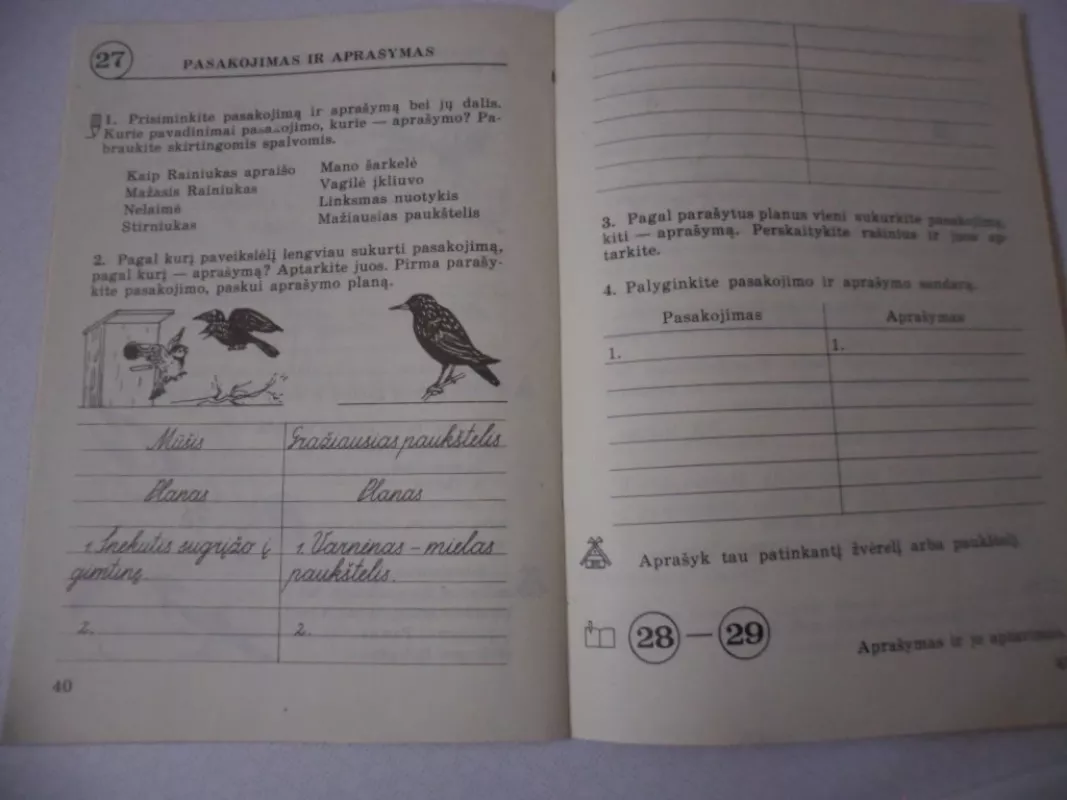 27
PASAKOJIMAS IR APRAŠYMAS
1. Prisiminkite pasakojimą ir aprašymą bei jų dalis.
Kurie pavadinimai pasakojimo, kurie — aprašymo? Pa-
braukite skirtingomis spalvomis.
Kaip Rainiukas apraišo
Mažasis Rainiukas
Nelaimė
Stirniukas
Mano šarkelė
Vagilė įkliuvo
Linksmas nuotykis
Mažiausias paukštelis
2. Pagal kurį paveikslėlį lengviau sukurti pasakojimą,
pagal kurį — aprašymą? Aptarkite juos. Pirma parašy-
kite pasakojimo, paskui aprašymo planą.
Mūšis
Gražiausias paukštelis
Planas
Planas
1. Šnekutis sugrįžo į
gimtinę.
1. Varnėnas – mielas
paukštelis.
2.
2.
40
3. Pagal parašytus planus vieni sukurkite pasakojimą,
kiti — aprašymą. Perskaitykite rašinius ir juos ap-
tarkite.
4. Palyginkite pasakojimo ir aprašymo sandarą.
Pasakojimas
Aprašymas
1.
1.
Aprašyk tau patinkantį žvėrelį arba paukštelį.
28 — 29
Aprašymas ir jo